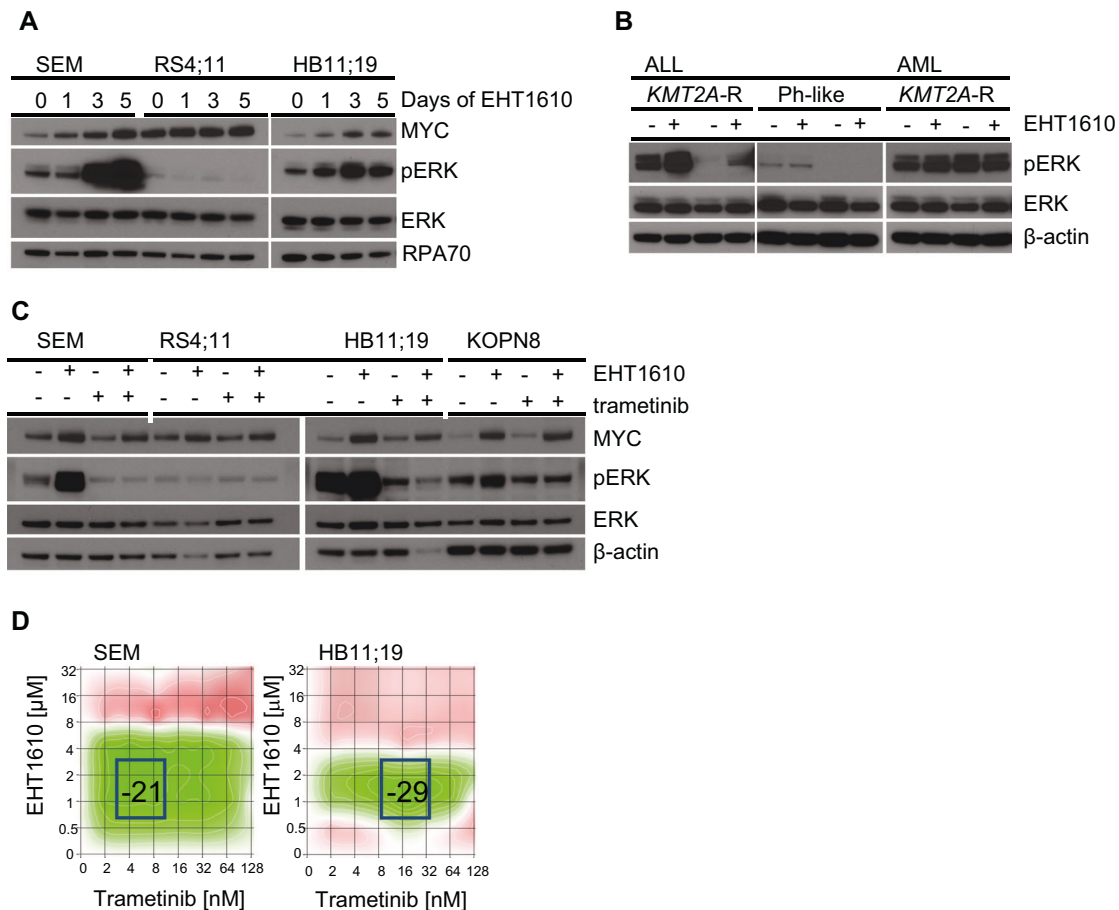 A
SEM RS4;11 HB11;19
0 1 3 5 0 1 3 5 0 1 3 5 Days of EHT1610
MYC
pERK
ERK
RPA70
B
ALL AML
KMT2A-R Ph-like KMT2A-R
- + - + - + - + - + - + EHT1610
pERK
ERK
β-actin
C
SEM RS4;11 HB11;19 KOPN8
- + - + - + - + - + - + - + - + EHT1610
- - + + - - + + - - + + - - + + trametinib
MYC
pERK
ERK
β-actin
D
SEM
EHT1610 [µM]
32
16
8
4
2
1
0.5
0
-21
0 2 4 8 16 32 64 128
Trametinib [nM]
HB11;19
EHT1610 [µM]
32
16
8
4
2
1
0.5
0
-29
0 2 4 8 16 32 64 128
Trametinib [nM]